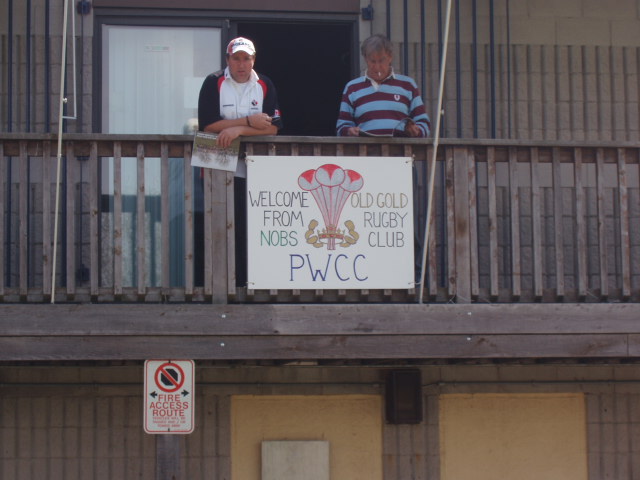 WELCOME OLD GOLD
FROM RUGBY
NOBS CLUB
PWCC
FIRE
ACCESS
ROUTE